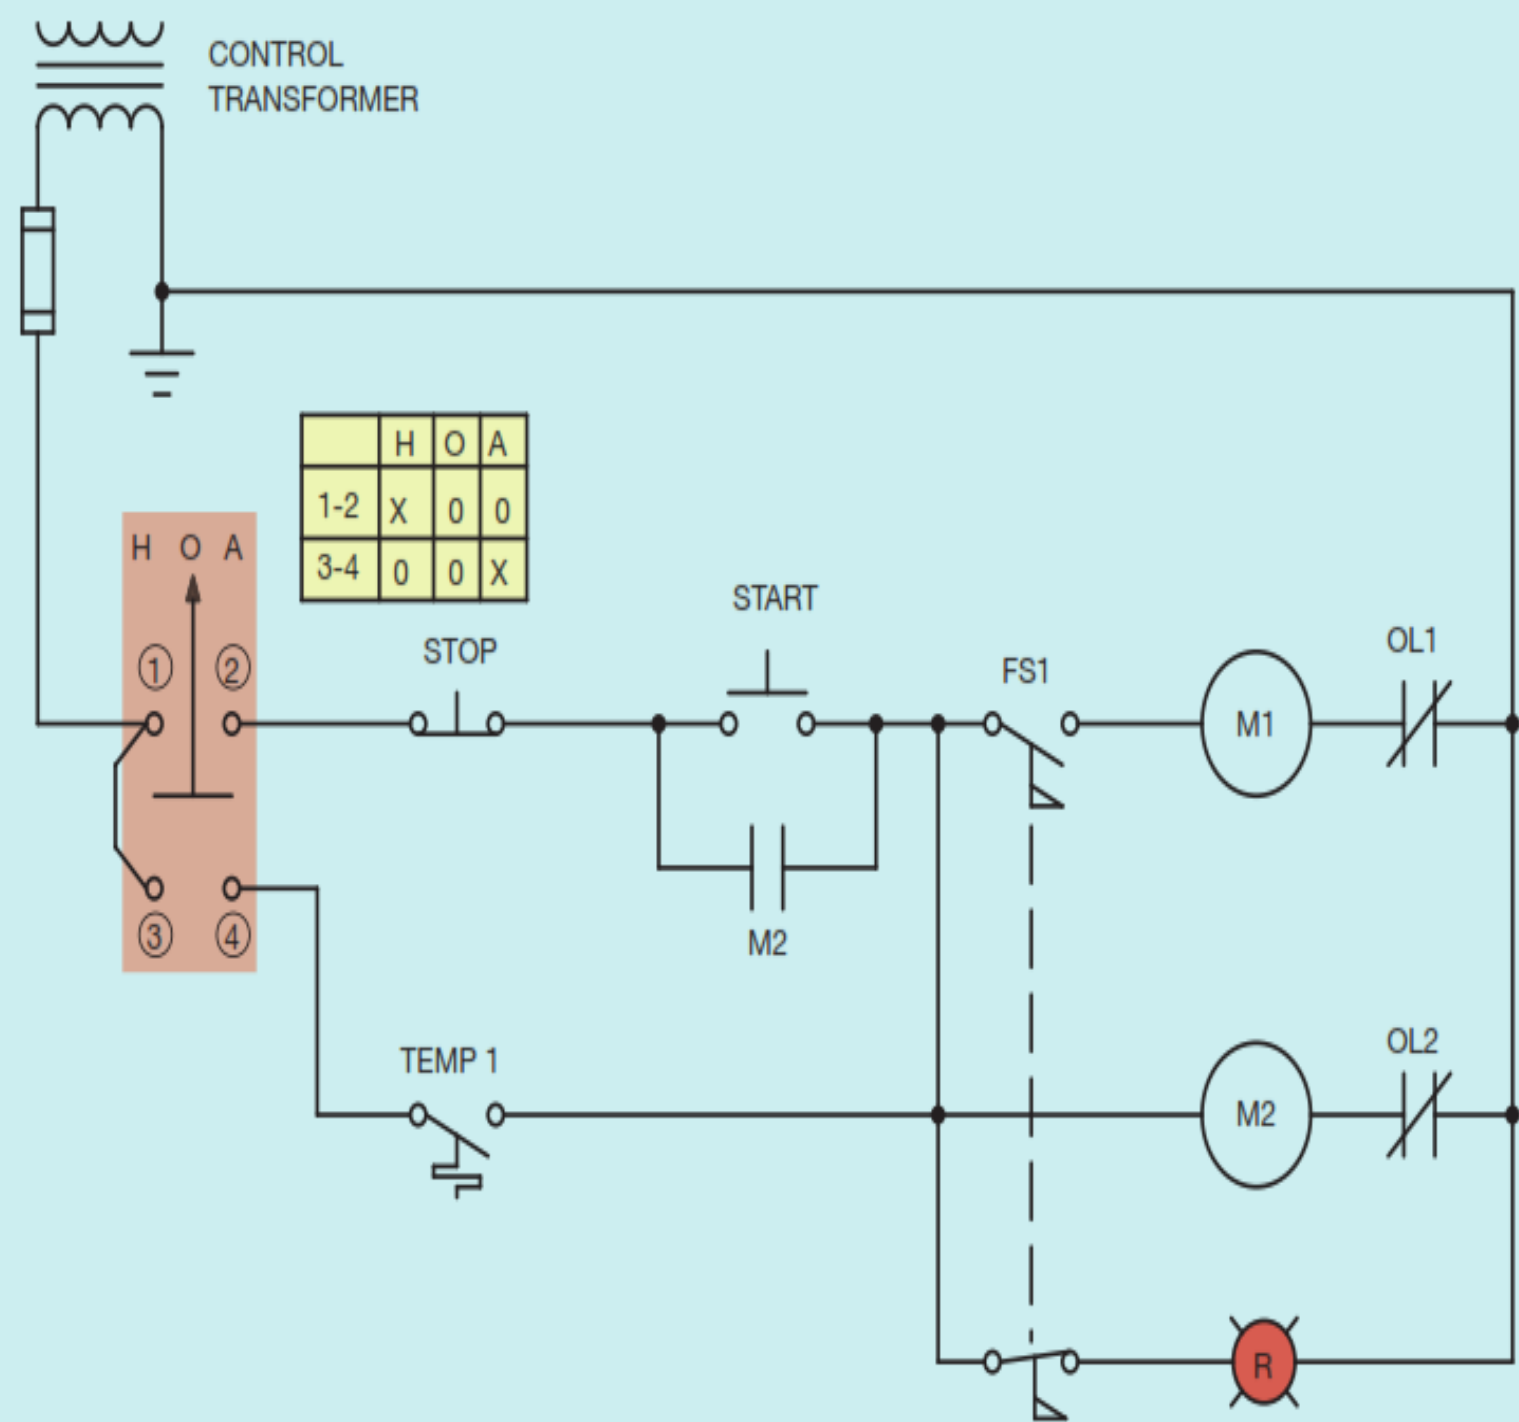 CONTROL
TRANSFORMER
H O A
1-2 X 0 0
3-4 0 0 X
H O A
START
STOP
OL1
FS1
1 2
M1
3 4
M2
OL2
TEMP 1
M2
R